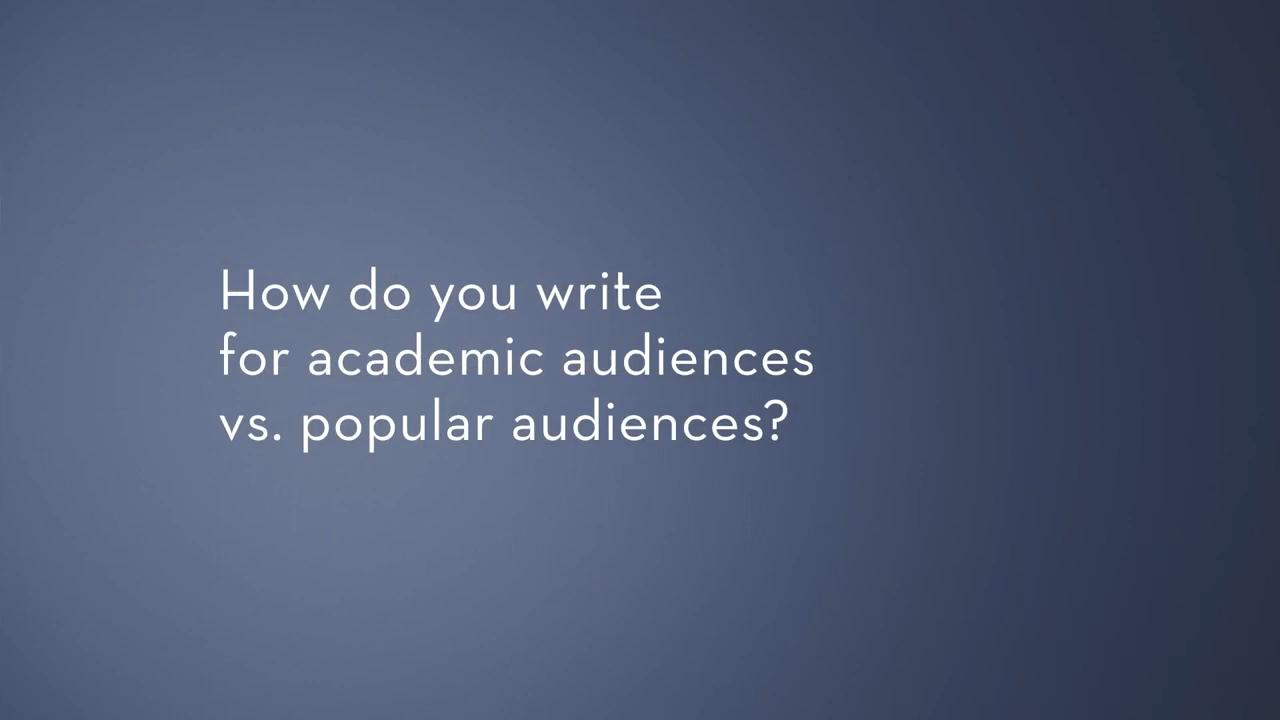 How do you write
for academic audiences
vs. popular audiences?